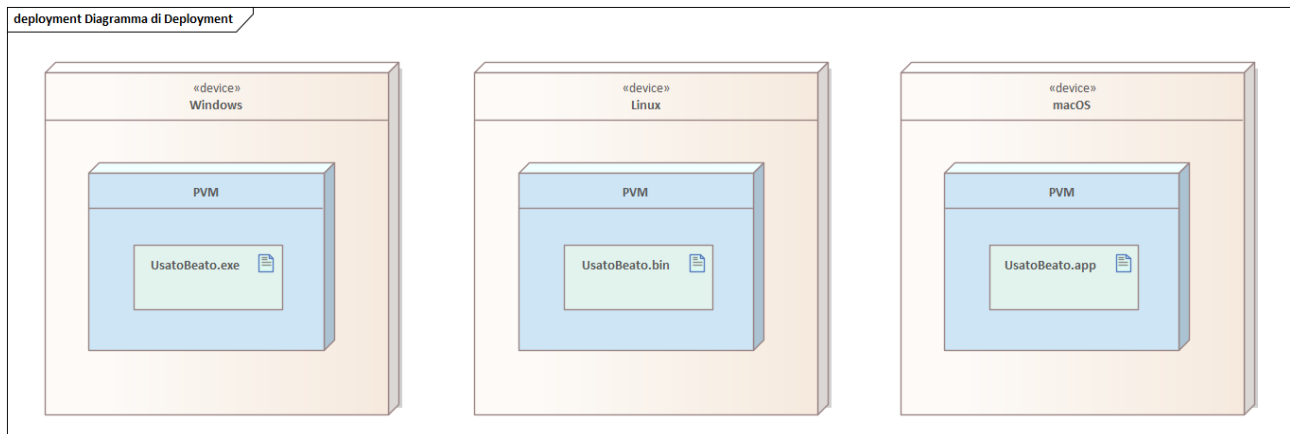 deployment Diagramma di Deployment
«device»
Windows
PVM
UsatoBeato.exe
«device»
Linux
PVM
UsatoBeato.bin
«device»
macOS
PVM
UsatoBeato.app